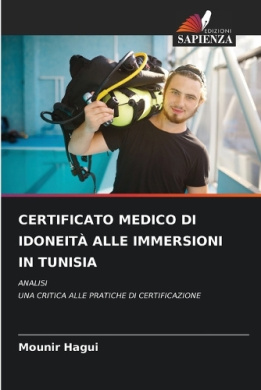 EDIZIONI
SAPIENZA
CERTIFICATO MEDICO DI
IDONEITÀ ALLE IMMERSIONI
IN TUNISIA
ANALISI
UNA CRITICA ALLE PRATICHE DI CERTIFICAZIONE
Mounir Hagui